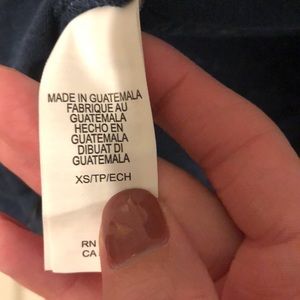 MADE IN GUATEMALA
FABRIQUE AU
GUATEMALA
HECHO EN
GUATEMALA
DIBUAT DI
GUATEMALA
XS/TP/ECH
RN
CA